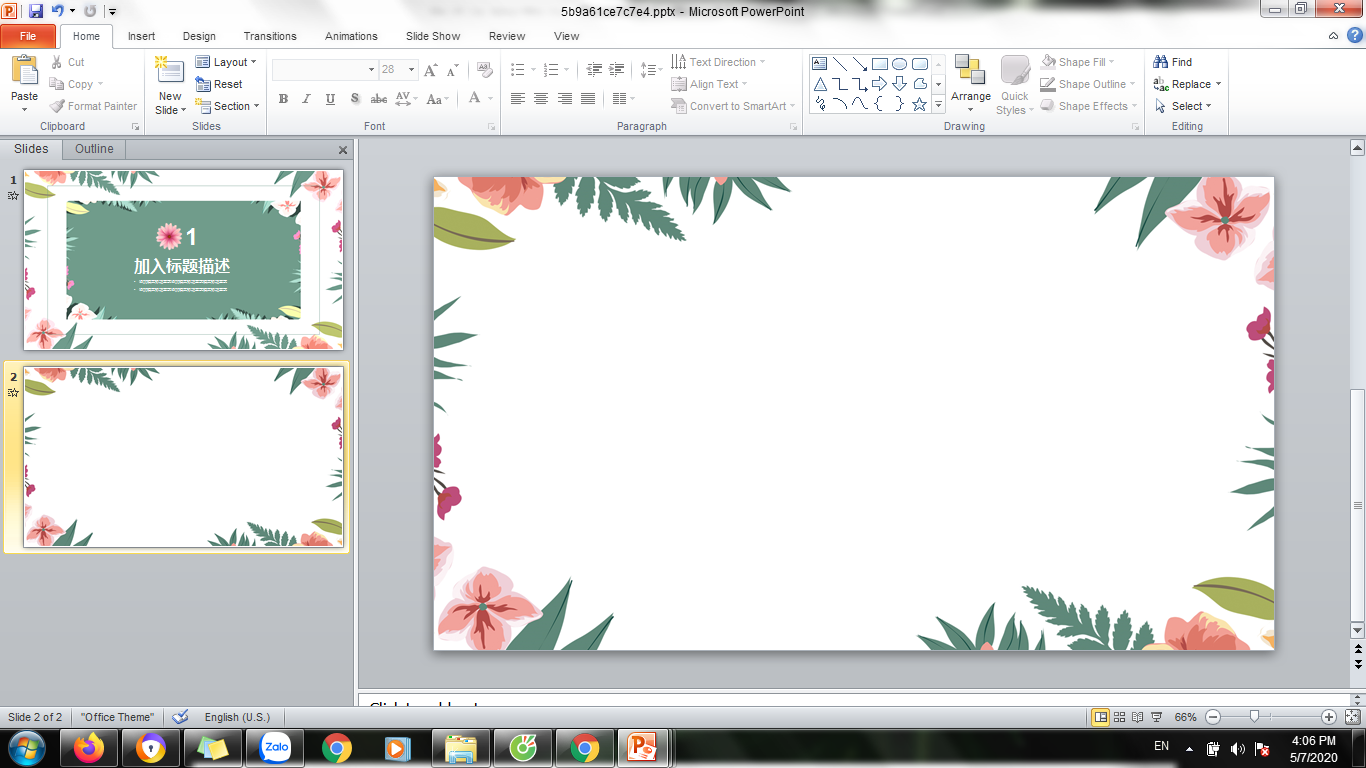 5b9a61ce7c7e4.pptx - Microsoft PowerPoint
File Home Insert Design Transitions Animations Slide Show Review View
Paste
Cut
Copy
Format Painter
Clipboard
New Slide
Layout
Reset
Section
Slides
28
B I U S abc AV Aa A
Font
Text Direction
Align Text
Convert to SmartArt
Paragraph
Arrange
Quick Styles
Shape Fill
Shape Outline
Shape Effects
Drawing
Find
Replace
Select
Editing
Slides Outline
1
1
加入标题描述
2
Slide 2 of 2 "Office Theme" English (U.S.) 66%
Zalo
EN
4:06 PM
5/7/2020